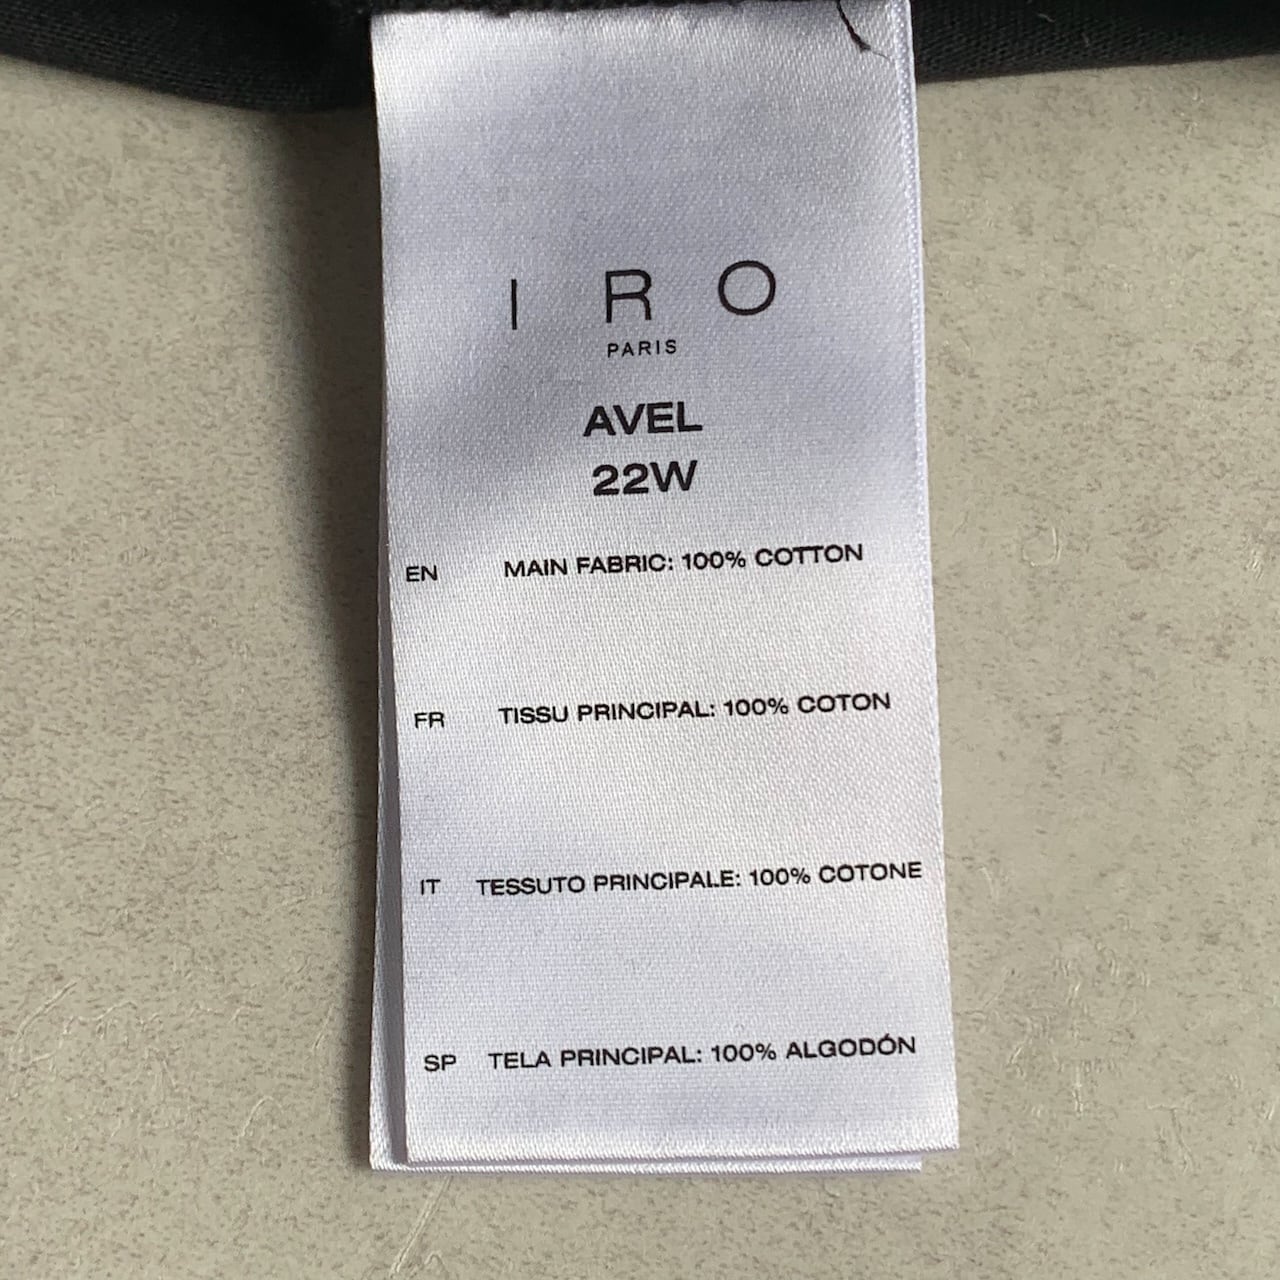 IRO
PARIS
AVEL
22W
EN MAIN FABRIC: 100% COTTON
FR TISSU PRINCIPAL: 100% COTON
IT TESSUTO PRINCIPALE: 100% COTONE
SP TELA PRINCIPAL: 100% ALGODÓN